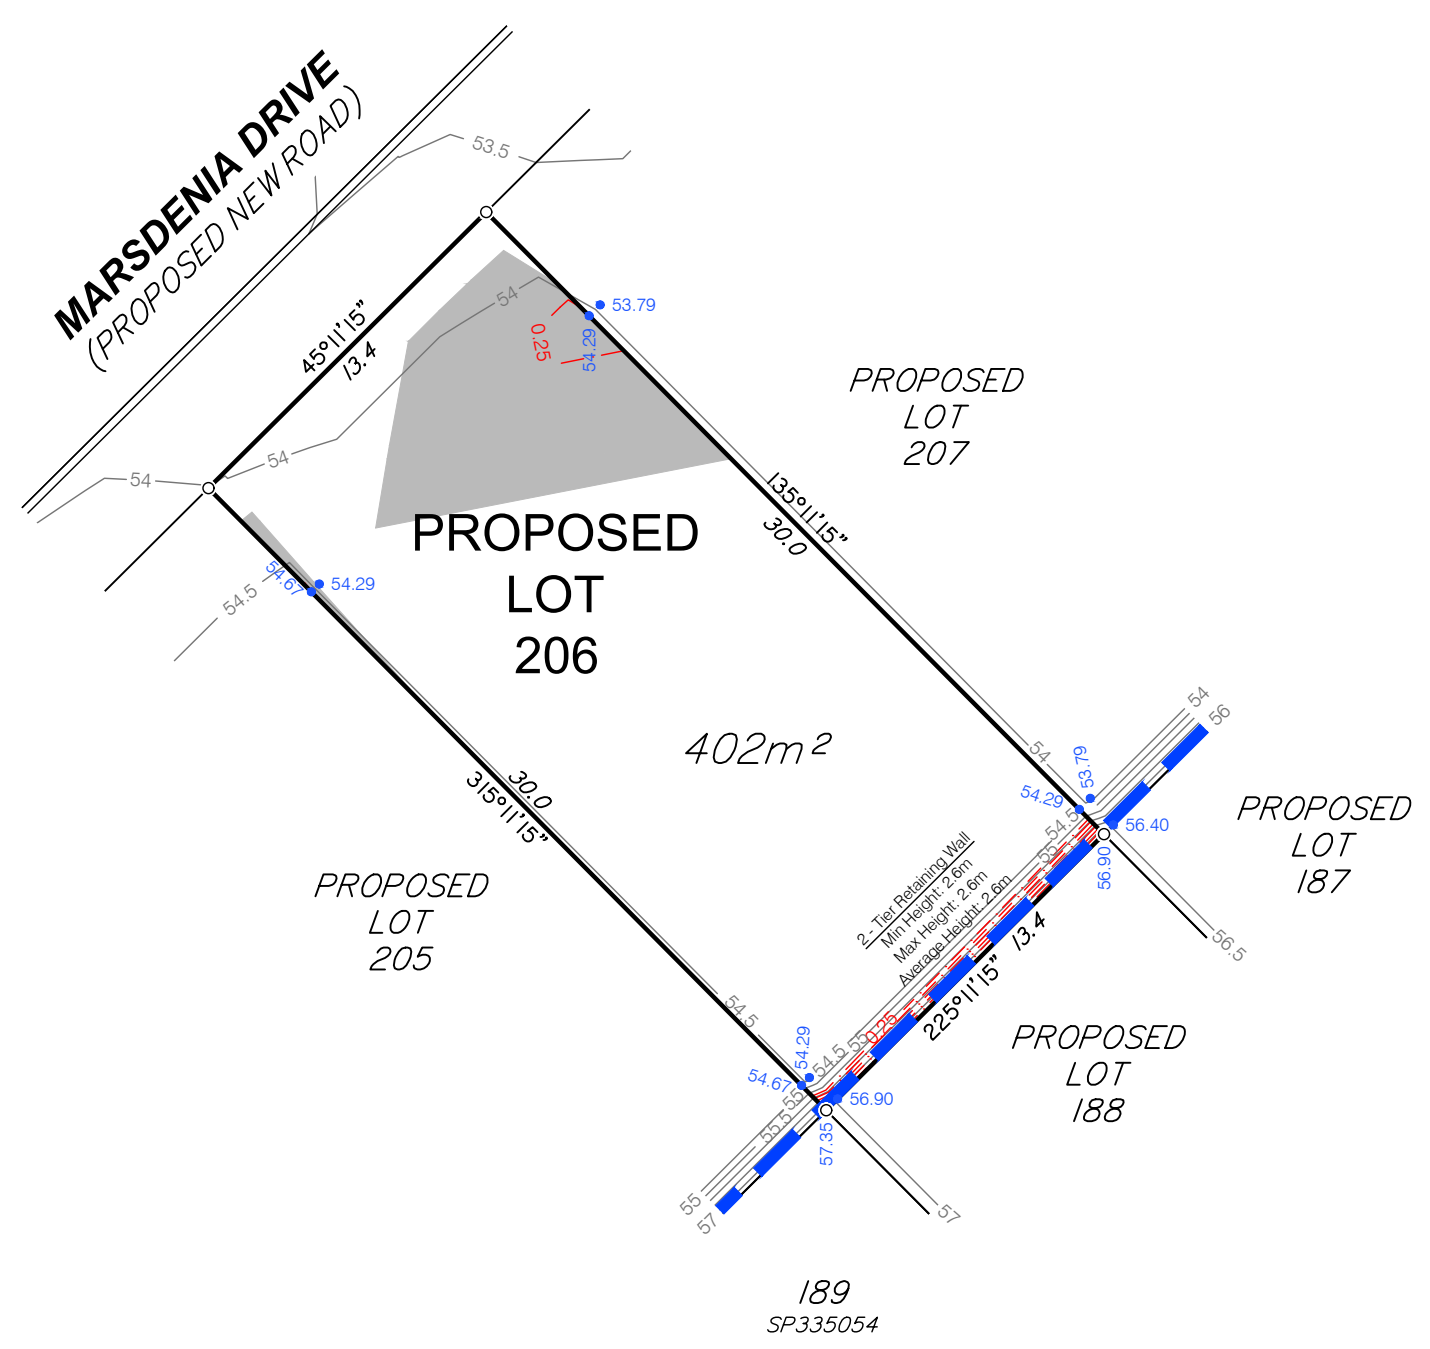 MARSDENIA DRIVE
(PROPOSED NEW ROAD)
53.5
45°11'15"
13.4
54
0.25
54.29
53.79
PROPOSED
LOT
207
54
54
135°11'15"
30.0
PROPOSED
LOT
206
54.5
54.67
54.29
402m²
315°11'15"
30.0
PROPOSED
LOT
205
54
56
54
53.79
54.29
54.5
55
56.40
56.90
PROPOSED
LOT
187
2 - Tier Retaining Wall
Min Height: 2.6m
Max Height: 2.6m
Average Height: 2.6m
225°11'15"
13.4
56.5
54.5
0.25
54.29
54.67
54.5
55
55
55.5
56.90
57.35
PROPOSED
LOT
188
55
57
57
189
SP335054